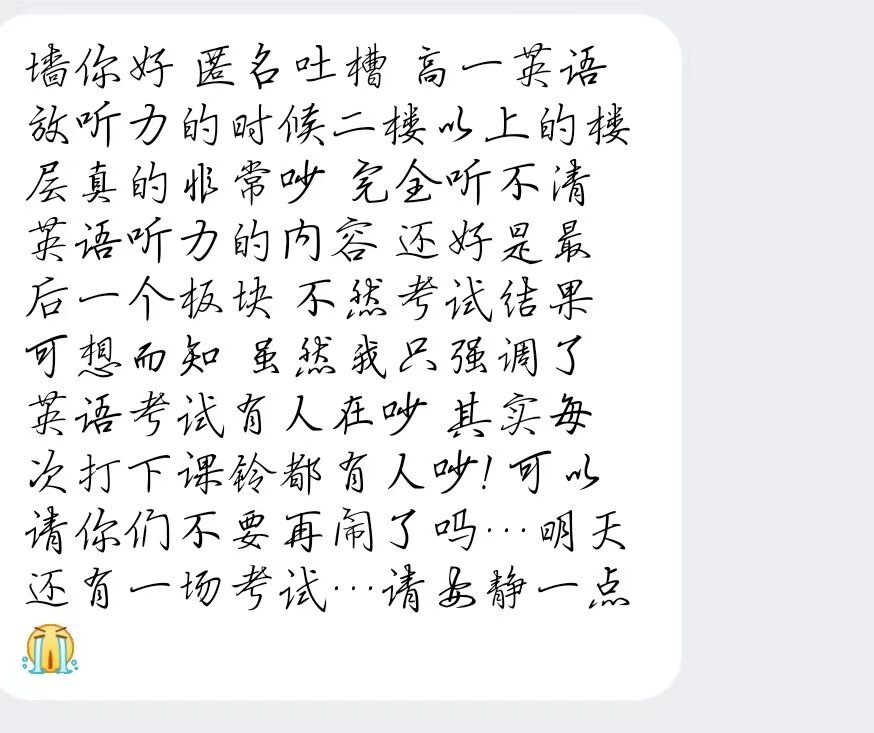 墙你好 匿名吐槽 高一英语
放听力的时候二楼以上的楼
层真的非常吵 完全听不清
英语听力的内容 还好是最
后一个板块 不然考试结果
可想而知 虽然我只强调了
英语考试有人在吵 其实每
次打下课铃都有人吵! 可以
请你们不要再闹了吗…明天
还有一场考试…请安静一点
😭